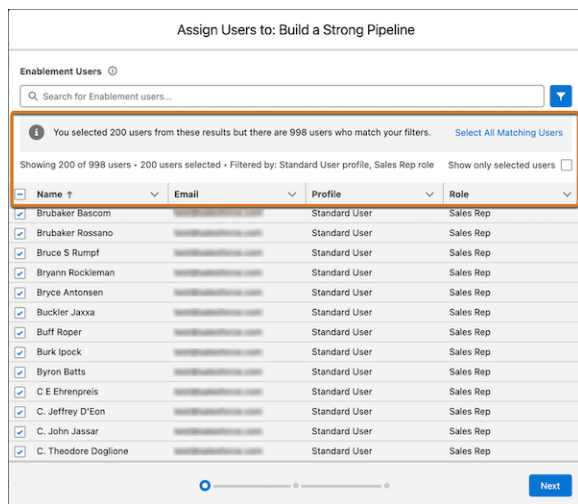 Assign Users to: Build a Strong Pipeline
Enablement Users
Search for Enablement users...
You selected 200 users from these results but there are 998 users who match your filters. Select All Matching Users
Showing 200 of 998 users • 200 users selected • Filtered by: Standard User profile, Sales Rep role Show only selected users
Name ↑ Email Profile Role
Brubaker Bascom Standard User Sales Rep
Brubaker Rossano Standard User Sales Rep
Bruce S Rumpf Standard User Sales Rep
Bryann Rockleman Standard User Sales Rep
Bryce Antonsen Standard User Sales Rep
Buckler Jaxxa Standard User Sales Rep
Buff Roper Standard User Sales Rep
Burk Ipock Standard User Sales Rep
Byron Batts Standard User Sales Rep
C E Ehrenpreis Standard User Sales Rep
C. Jeffrey D'Eon Standard User Sales Rep
C. John Jassar Standard User Sales Rep
C. Theodore Doglione Standard User Sales Rep
Next